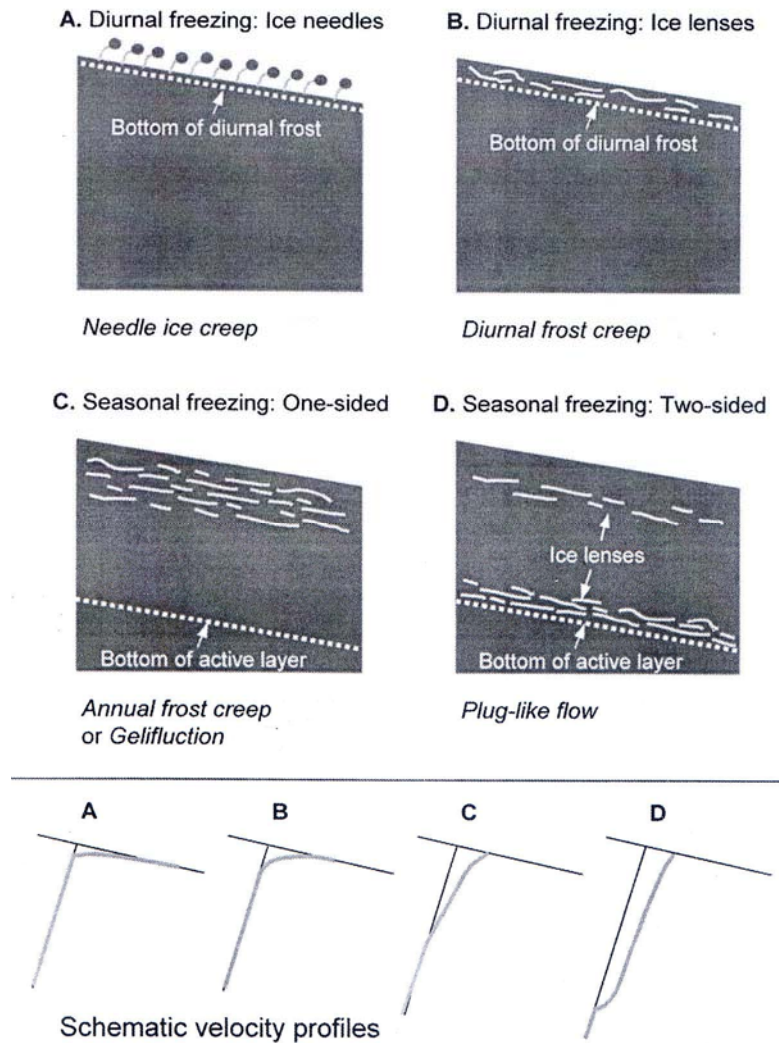 A. Diurnal freezing: Ice needles
Bottom of diurnal frost
Needle ice creep
B. Diurnal freezing: Ice lenses
Bottom of diurnal frost
Diurnal frost creep
C. Seasonal freezing: One-sided
Bottom of active layer
Annual frost creep
or Gelifluction
D. Seasonal freezing: Two-sided
Ice lenses
Bottom of active layer
Plug-like flow
A
B
C
D
Schematic velocity profiles